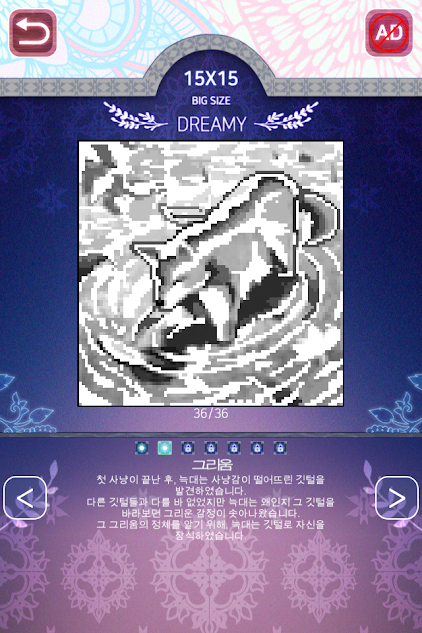 AD
15X15
BIG SIZE
DREAMY
36/36
그리움
첫 사냥이 끝난 후, 늑대는 사냥감이 떨어뜨린 깃털을
발견하였습니다.
다른 깃털들과 다를 바 없었지만 늑대는 왜인지 그 깃털을
바라보면 그리운 감정이 솟아나왔습니다.
그 그리움의 정체를 알기 위해, 늑대는 깃털로 자신을
장식하였습니다.